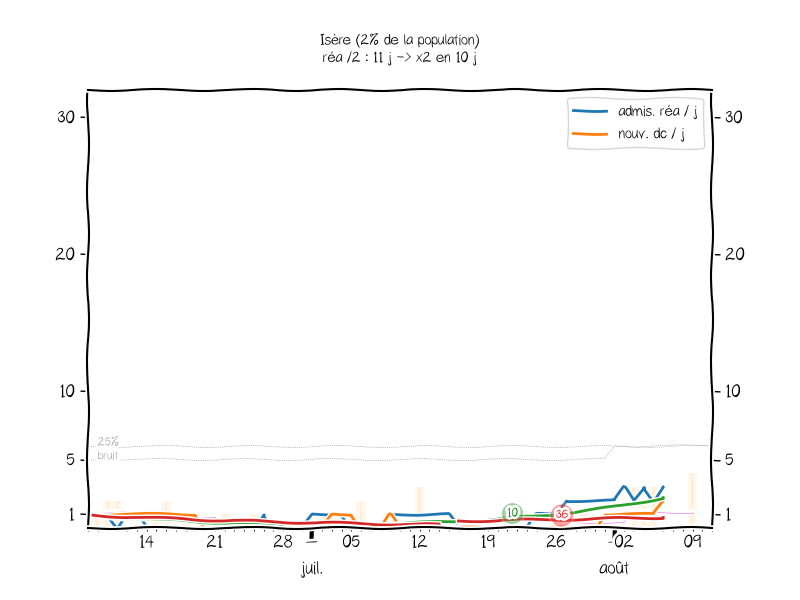 Isère (2% de la population)
réa /2 : 11 j -> x2 en 10 j
admis. réa / j
nouv. dc / j
30
30
20
20
10
10
25%
bruit
5
5
10
36
1
1
14 21 28 05 12 19 26 02 09
juil. août